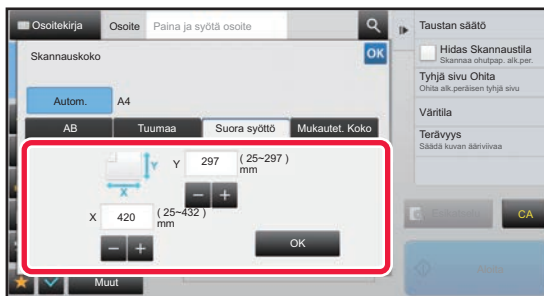 Osoitekirja
Osoite
Paina ja syötä osoite
Skannauskoko
OK
Autom.
A4
AB
Tuumaa
Suora syöttö
Mukautet. Koko
Y
X
Y
297
( 25~297 )
mm
X
420
( 25~432 )
mm
OK
Muut
Taustan säätö
Hidas Skannaustila
Skannaa ohutpap. alk.per.
Tyhjä sivu Ohita
Ohita alk.peräisen tyhjä sivu
Väritila
Terävyys
Säädä kuvan ääriviivaa
CA